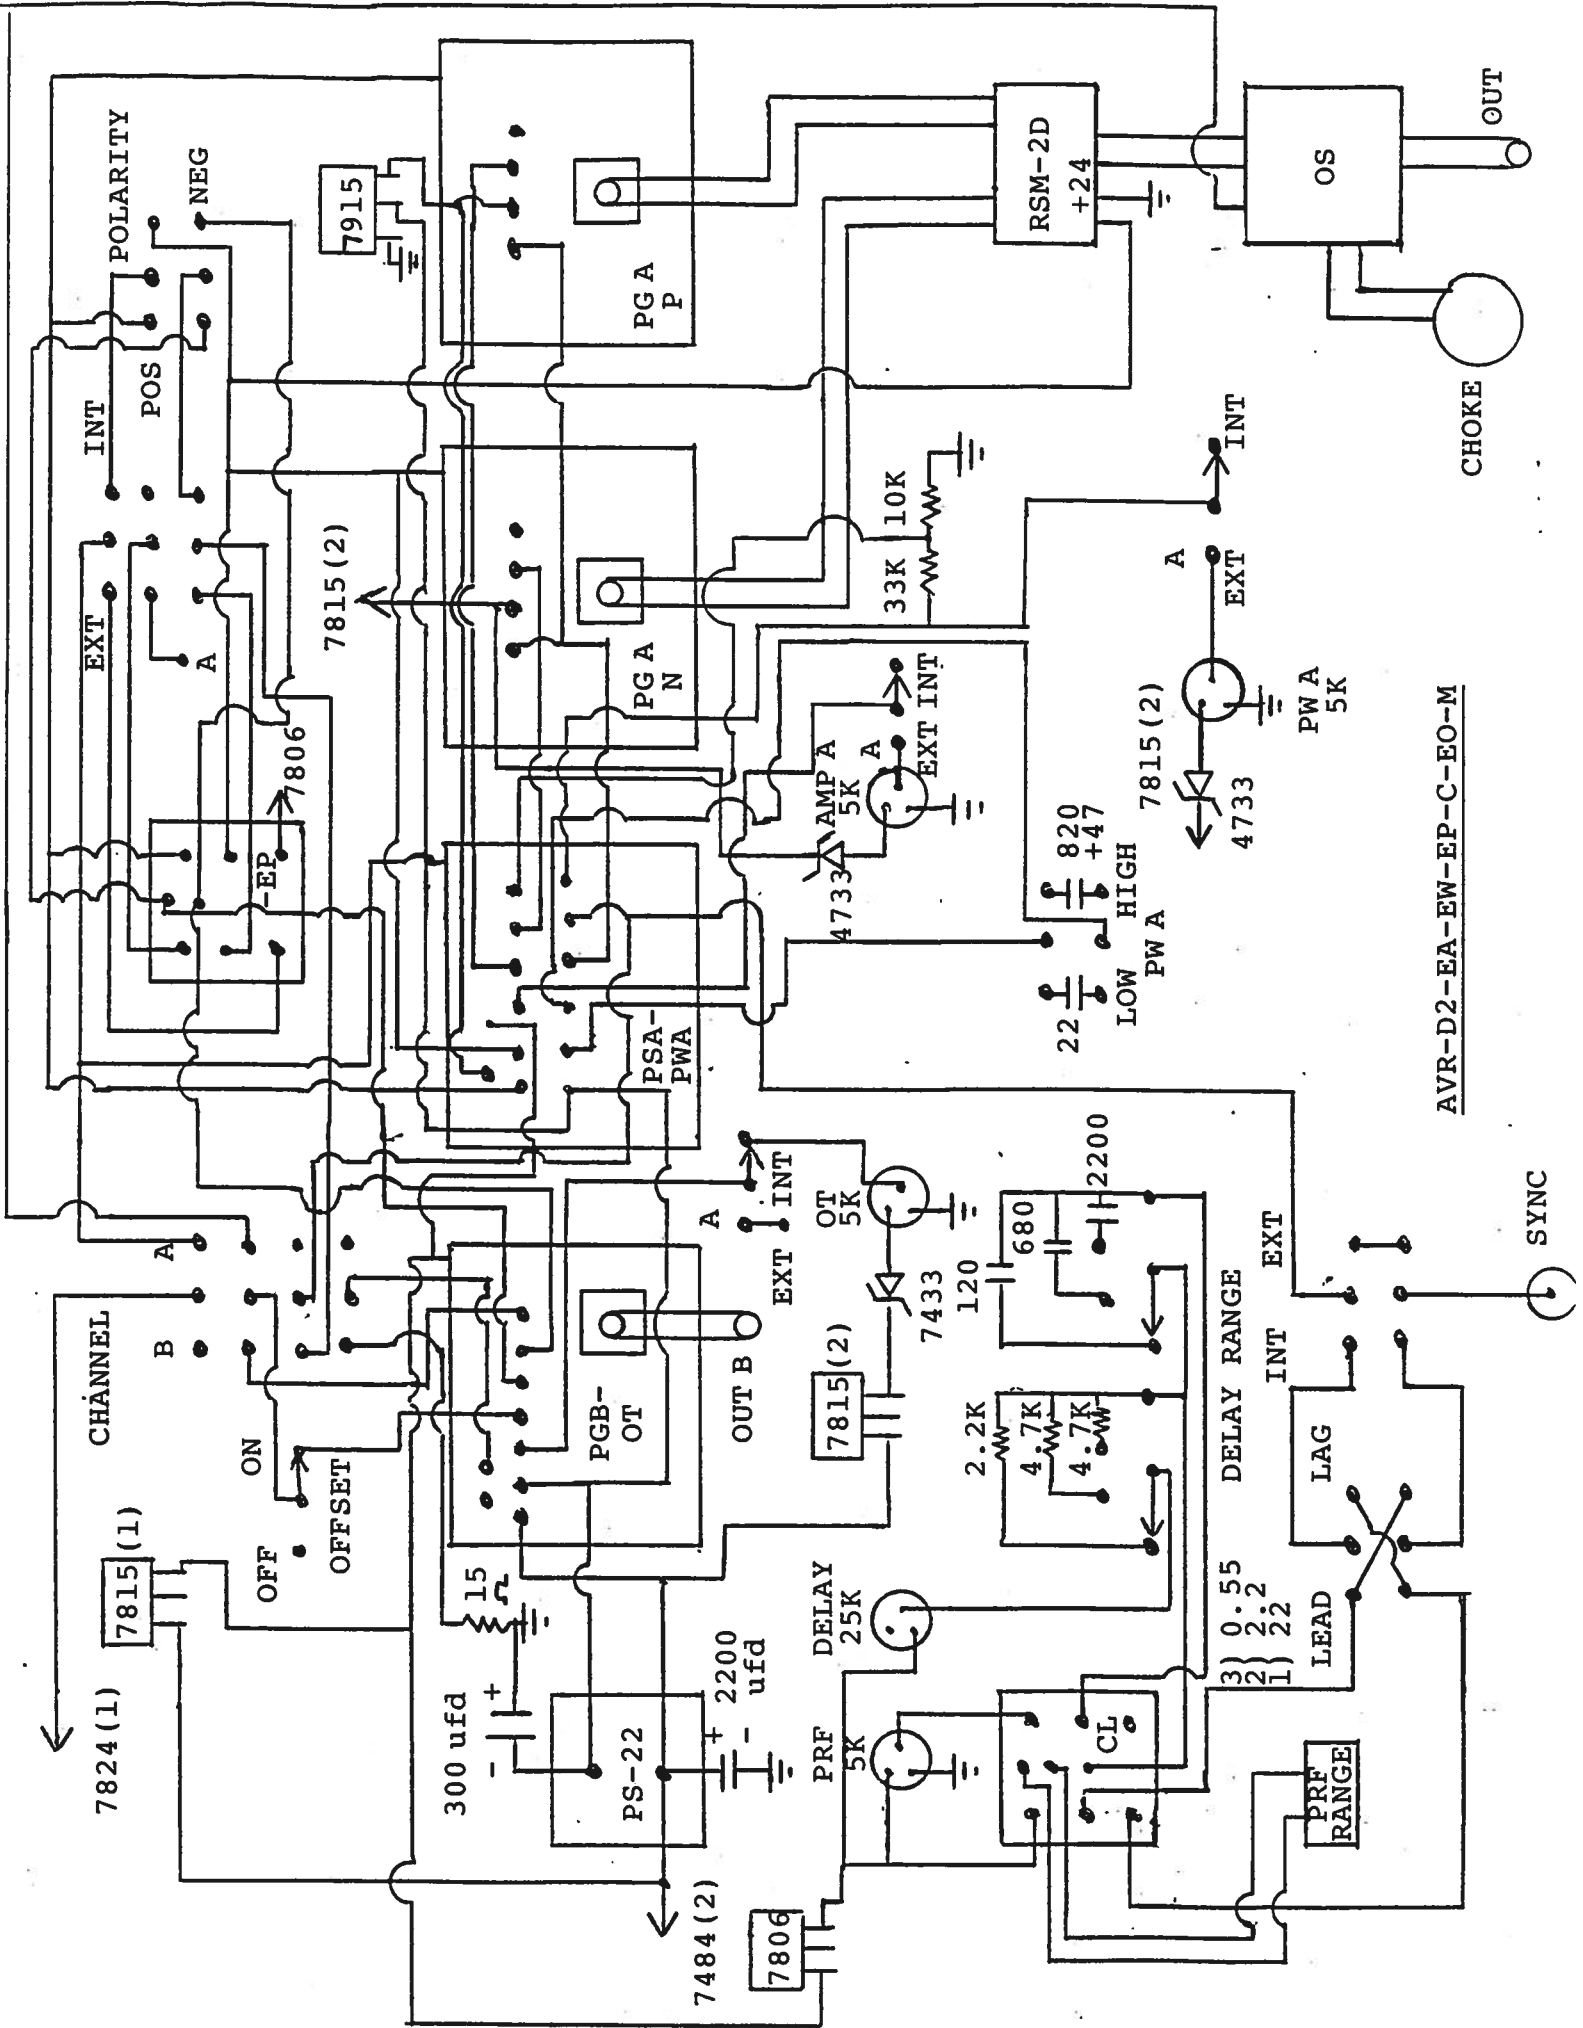 7824(1)
7815(1)
CHANNEL
B
A
OFF
ON
OFFSET
EXT
INT
A
POLARITY
POS
NEG
-EP
7806
7815(2)
7915
300 ufd
-
+
15
PS-22
+
-
2200
ufd
7484(2)
PGB-
OT
OUT B
PSA-
PWA
PG A
N
PG A
P
7806
PRF
5K
DELAY
25K
7815(2)
7433
OT
5K
A
EXT
INT
4733
AMP A
5K
A
EXT
INT
33K
10K
RSM-2D
+24
OS
OUT
CHOKE
CL
PRF
RANGE
2.2K
4.7K
4.7K
120
680
2200
DELAY RANGE
3) 0.55
2) 2.2
1) 22
22
820
+47
LOW
HIGH
PW A
7815(2)
4733
PW A
5K
A
EXT
INT
LEAD
LAG
INT
EXT
SYNC
AVR-D2-EA-EW-EP-C-EO-M